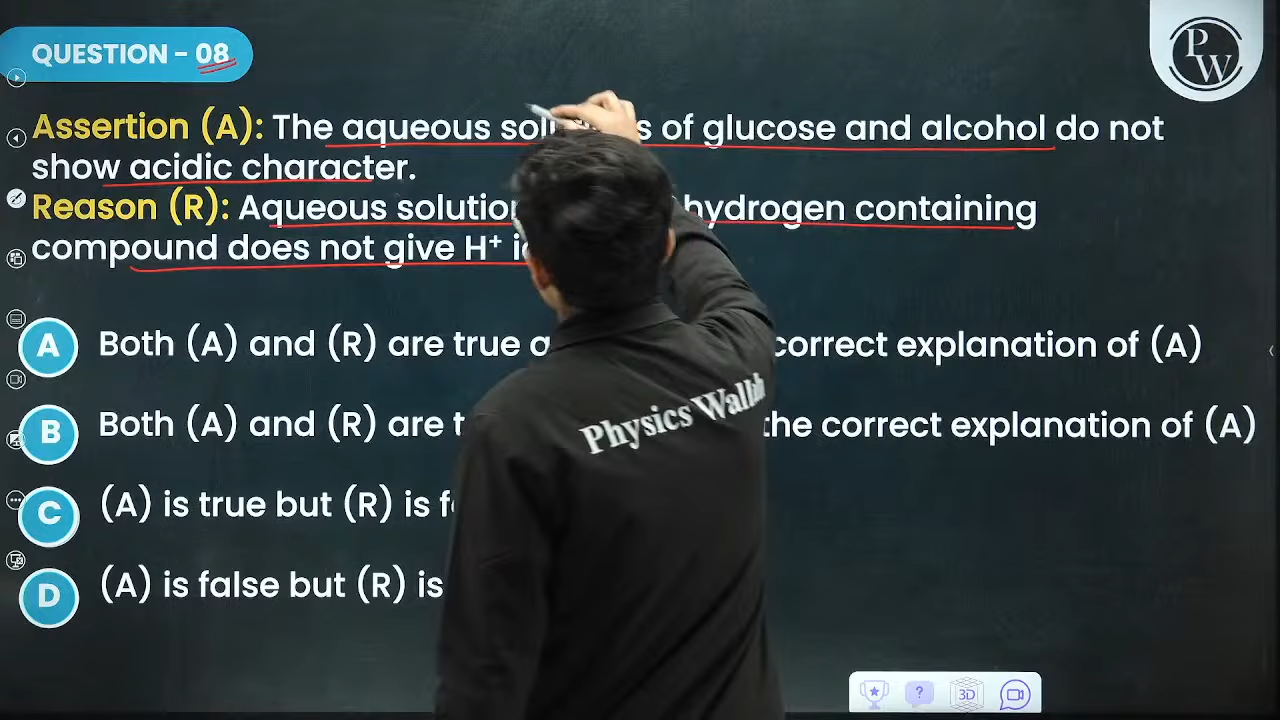 QUESTION - 08
PW
Assertion (A): The aqueous of glucose and alcohol do not
show acidic character.
Reason (R): Aqueous hydrogen containing
compound does not give H⁺
A Both (A) and (R) are true correct explanation of (A)
B Both (A) and (R) are the correct explanation of (A)
C (A) is true but (R) is
D (A) is false but (R) is
Physics Wallah
3D
?